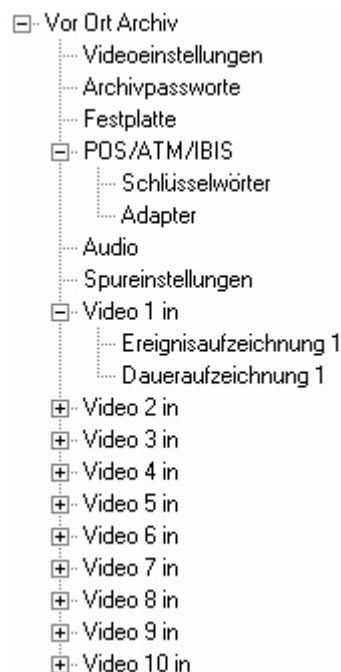 Vor Ort Archiv
Videoeinstellungen
Archivpassworte
Festplatte
POS/ATM/IBIS
Schlüsselwörter
Adapter
Audio
Spureinstellungen
Video 1 in
Ereignisaufzeichnung 1
Daueraufzeichnung 1
Video 2 in
Video 3 in
Video 4 in
Video 5 in
Video 6 in
Video 7 in
Video 8 in
Video 9 in
Video 10 in